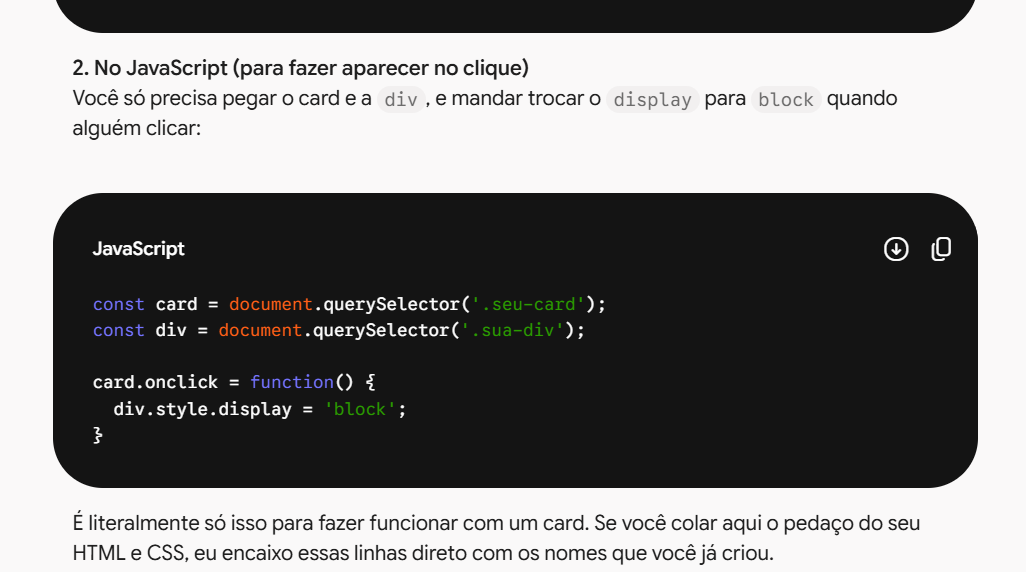 2. No JavaScript (para fazer aparecer no clique)
Você só precisa pegar o card e a div, e mandar trocar o display para block quando
alguém clicar:
JavaScript
const card = document.querySelector('.seu-card');
const div = document.querySelector('.sua-div');
card.onclick = function() {
  div.style.display = 'block';
}
É literalmente só isso para fazer funcionar com um card. Se você colar aqui o pedaço do seu
HTML e CSS, eu encaixo essas linhas direto com os nomes que você já criou.